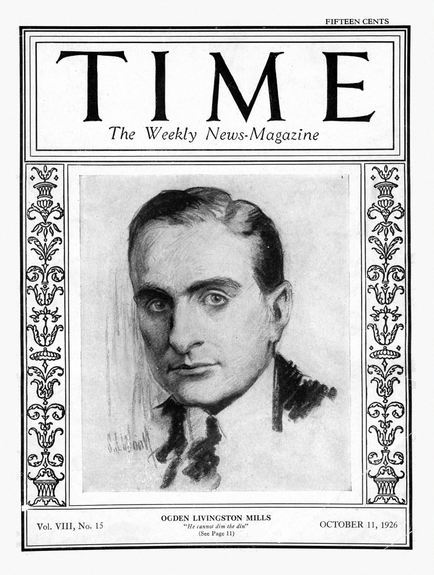 FIFTEEN CENTS
TIME
The Weekly News-Magazine
Vol. VIII, No. 15
OGDEN LIVINGSTON MILLS
"He cannot dim the din"
(See Page 11)
OCTOBER 11, 1926